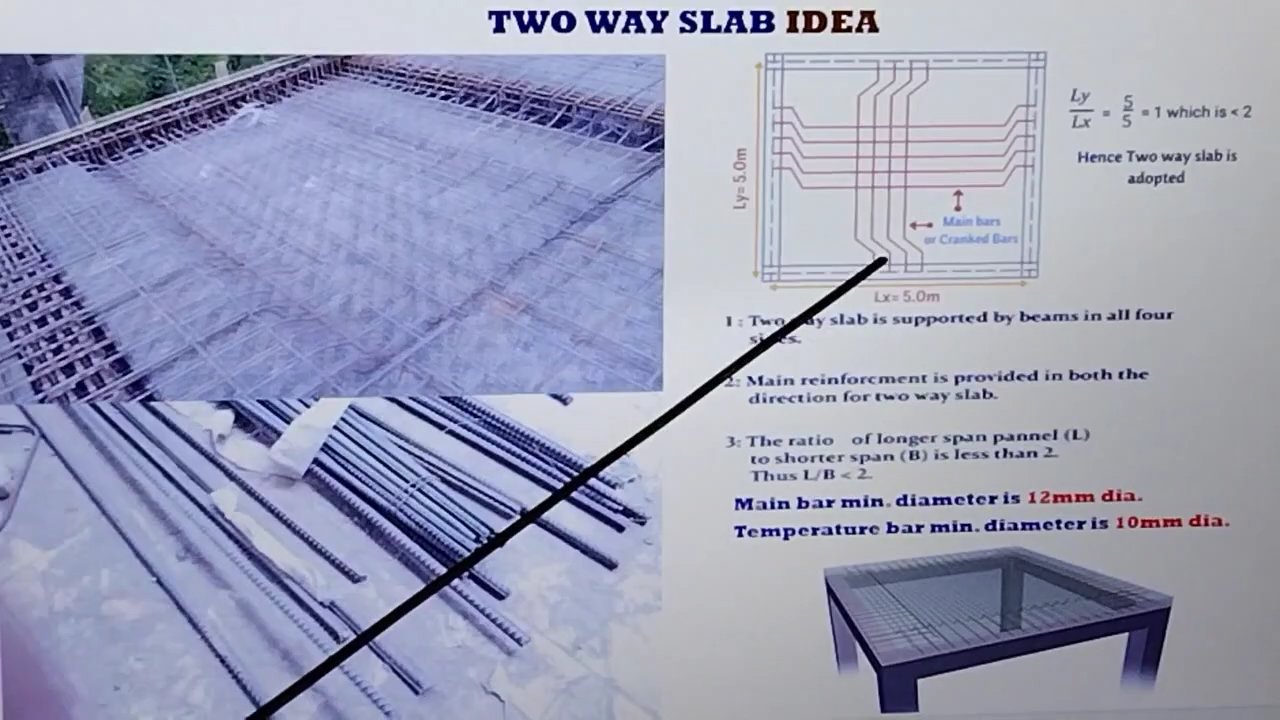 TWO WAY SLAB IDEA
Ly
Lx
=
5
5
= 1 which is < 2
Hence Two way slab is
adopted
Ly= 5.0m
Main bars
or Cranked Bars
Lx= 5.0m
1: Two slab is supported by beams in all four
2: Main reinforcment is provided in both the
direction for two way slab.
3: The ratio of longer span pannel (L)
to shorter span (B) is less than 2.
Thus L/B < 2.
Main bar min. diameter is 12mm dia.
Temperature bar min. diameter is 10mm dia.